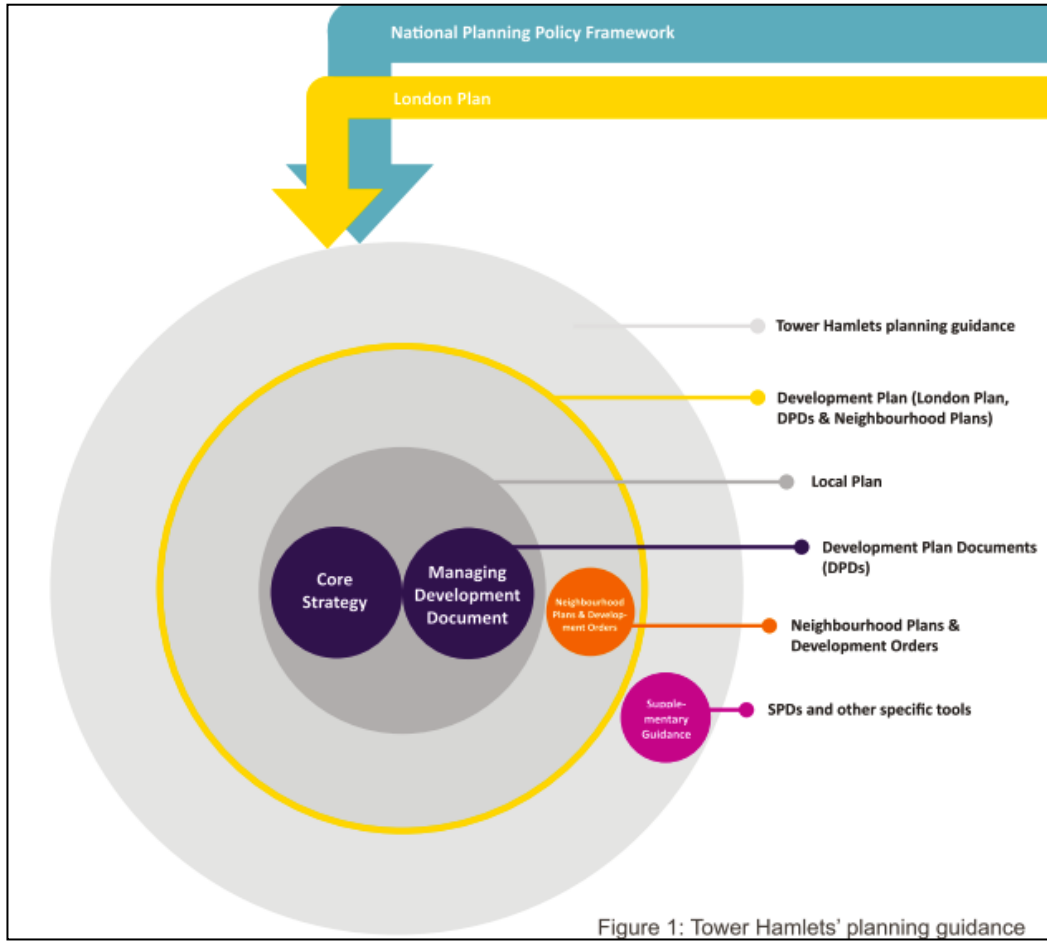 National Planning Policy Framework
London Plan
Tower Hamlets planning guidance
Development Plan (London Plan,
DPDs & Neighbourhood Plans)
Local Plan
Development Plan Documents
(DPDs)
Core
Strategy
Managing
Development
Document
Neighbourhood
Plans & Develop-
ment Orders
Neighbourhood Plans &
Development Orders
Supple-
mentary
Guidance
SPDs and other specific tools
Figure 1: Tower Hamlets' planning guidance